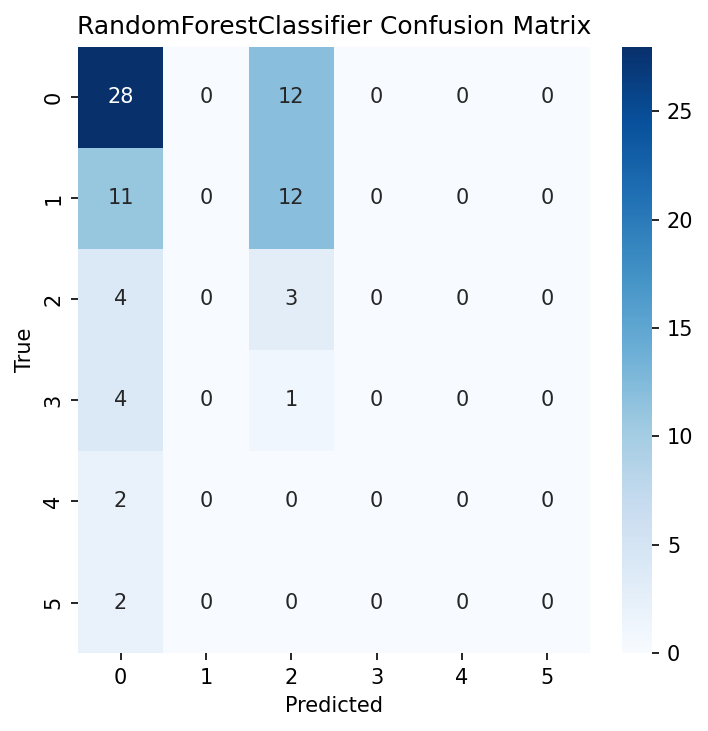 RandomForestClassifier Confusion Matrix
0 28 0 12 0 0 0
1 11 0 12 0 0 0
2 4 0 3 0 0 0
3 4 0 1 0 0 0
4 2 0 0 0 0 0
5 2 0 0 0 0 0
True
0 1 2 3 4 5
Predicted
25
20
15
10
5
0